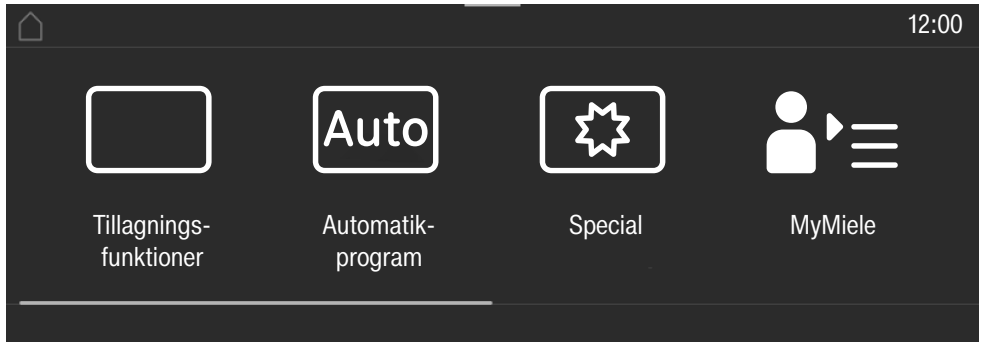 12:00
Auto
Tillagnings-
funktioner
Automatik-
program
Special
MyMiele